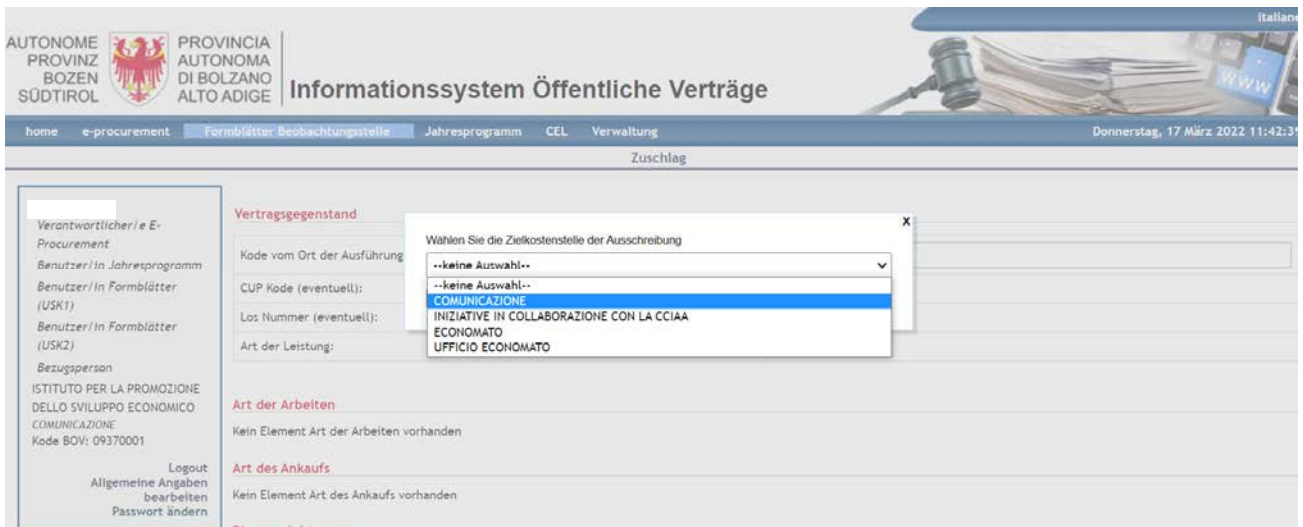 italiano
AUTONOME PROVINZ BOZEN SÜDTIROL
PROVINCIA AUTONOMA DI BOLZANO ALTO ADIGE
Informationssystem Öffentliche Verträge
www
home e-procurement Formblätter Beobachtungsstelle Jahresprogramm CEL Verwaltung Donnerstag, 17 März 2022
Zuschlag
Verantwortlicher/e E-
Procurement
Benutzer/in Jahresprogramm
Benutzer/in Formblätter
(USK1)
Benutzer/in Formblätter
(USK2)
Bezugsperson
ISTITUTO PER LA PROMOZIONE
DELLO SVILUPPO ECONOMICO
COMUNICAZIONE
Kode BOV: 09370001
Logout
Allgemeine Angaben
bearbeiten
Passwort ändern
Vertragsgegenstand
Kode vom Ort der Ausführung
CUP Kode (eventuell):
Los Nummer (eventuell):
Art der Leistung:
x
Wählen Sie die Zielkostenstelle der Ausschreibung
--keine Auswahl--
--keine Auswahl--
COMUNICAZIONE
INIZIATIVE IN COLLABORAZIONE CON LA CCIAA
ECONOMATO
UFFICIO ECONOMATO
Art der Arbeiten
Kein Element Art der Arbeiten vorhanden
Art des Ankaufs
Kein Element Art des Ankaufs vorhanden